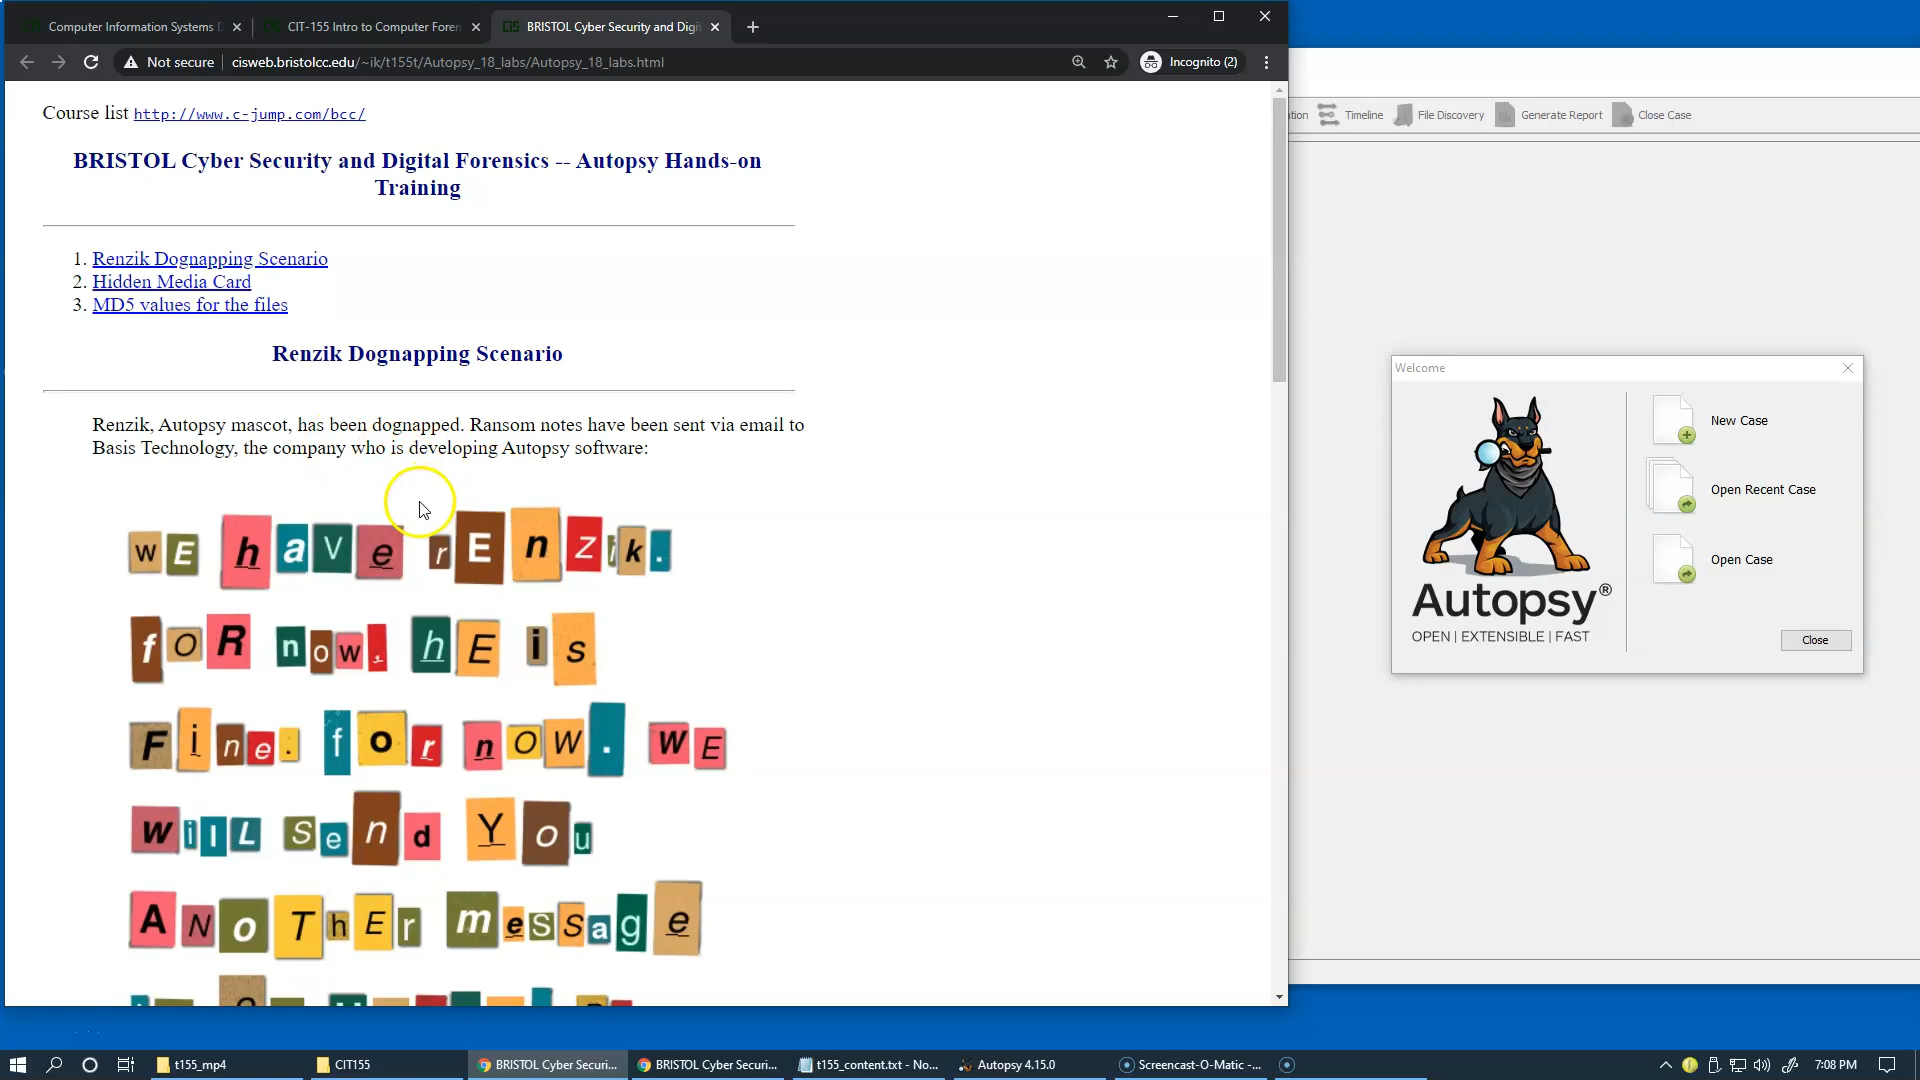 Computer Information Systems D
CIT-155 Intro to Computer Foren
BRISTOL Cyber Security and Digi
Not secure
cisweb.bristolcc.edu/~ik/t155t/Autopsy_18_labs/Autopsy_18_labs.html
Incognito (2)
Course list http://www.c-jump.com/bcc/
BRISTOL Cyber Security and Digital Forensics -- Autopsy Hands-on
Training
1. Renzik Dognapping Scenario
2. Hidden Media Card
3. MD5 values for the files
Renzik Dognapping Scenario
Renzik, Autopsy mascot, has been dognapped. Ransom notes have been sent via email to
Basis Technology, the company who is developing Autopsy software:
wE haVe rEnZik.
foR now, hE is
Fine. for nOW. WE
WilL Send You
ANoThEr meSSage
ation Timeline File Discovery Generate Report Close Case
Welcome
New Case
Open Recent Case
Open Case
Autopsy®
OPEN | EXTENSIBLE | FAST
Close
t155_mp4
CIT155
BRISTOL Cyber Securi...
BRISTOL Cyber Securi...
t155_content.txt - No...
Autopsy 4.15.0
Screencast-O-Matic -...
7:08 PM